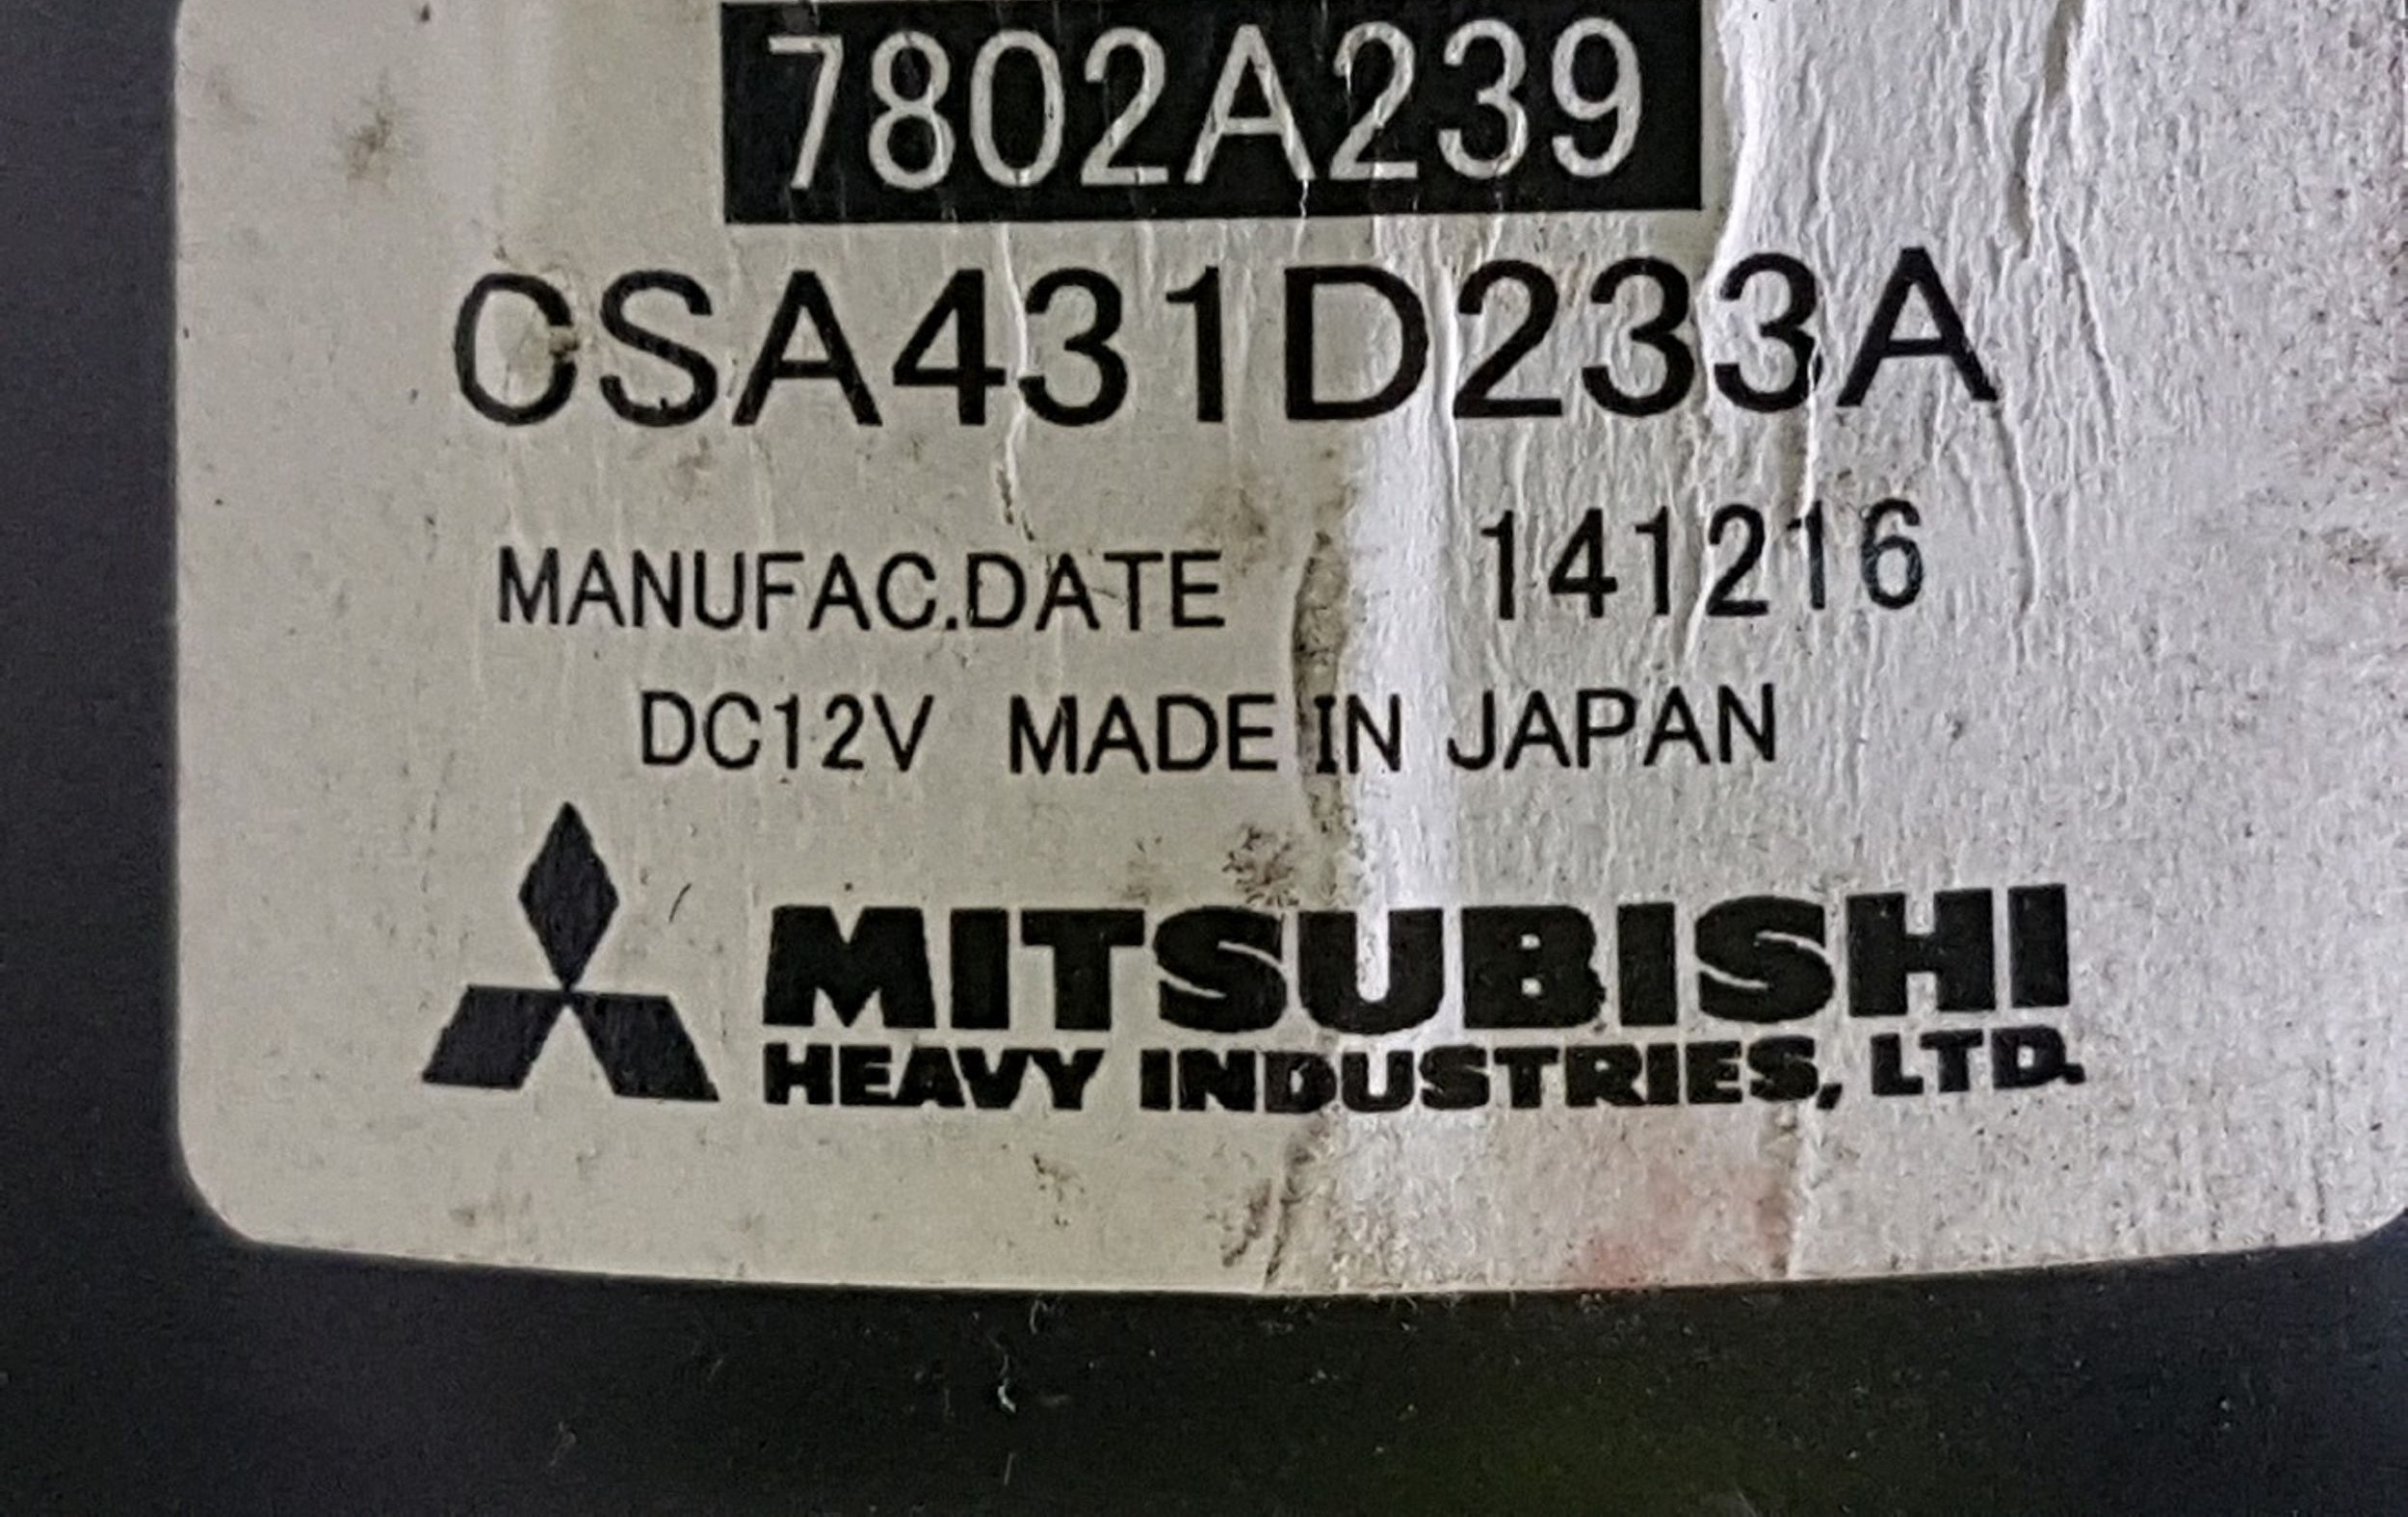 7802A239
CSA431D233A
MANUFAC.DATE 141216
DC12V MADE IN JAPAN
MITSUBISHI
HEAVY INDUSTRIES, LTD.